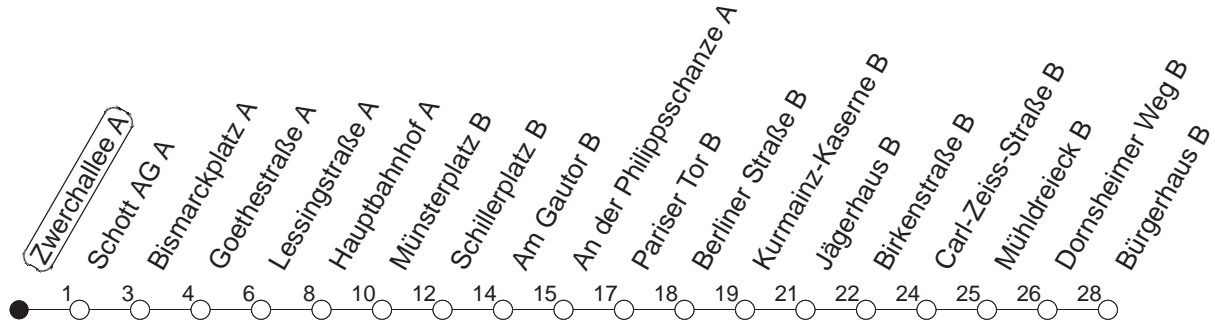 Zwerchallee A
Schott AG A
Bismarckplatz A
Goethestraße A
Lessingstraße A
Hauptbahnhof A
Münsterplatz B
Schillerplatz B
Am Gautor B
An der Philippsschanze A
Pariser Tor B
Berliner Straße B
Kurmainz-Kaserne B
Jägerhaus B
Birkenstraße B
Carl-Zeiss-Straße B
Mühldreieck B
Dornsheimer Weg B
Bürgerhaus B
1 3 4 6 8 10 12 14 15 17 18 19 21 22 24 25 26 28